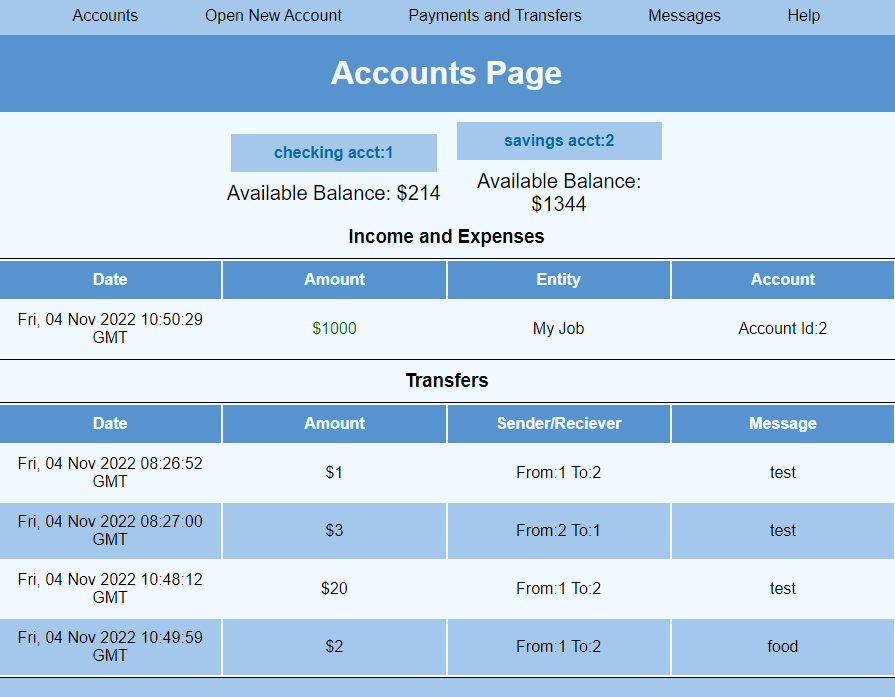 Accounts Open New Account Payments and Transfers Messages Help
Accounts Page
checking acct:1
Available Balance: $214
savings acct:2
Available Balance:
$1344
Income and Expenses
Date Amount Entity Account
Fri, 04 Nov 2022 10:50:29
GMT
$1000 My Job Account Id:2
Transfers
Date Amount Sender/Reciever Message
Fri, 04 Nov 2022 08:26:52
GMT
$1 From:1 To:2 test
Fri, 04 Nov 2022 08:27:00
GMT
$3 From:2 To:1 test
Fri, 04 Nov 2022 10:48:12
GMT
$20 From:1 To:2 test
Fri, 04 Nov 2022 10:49:59
GMT
$2 From:1 To:2 food